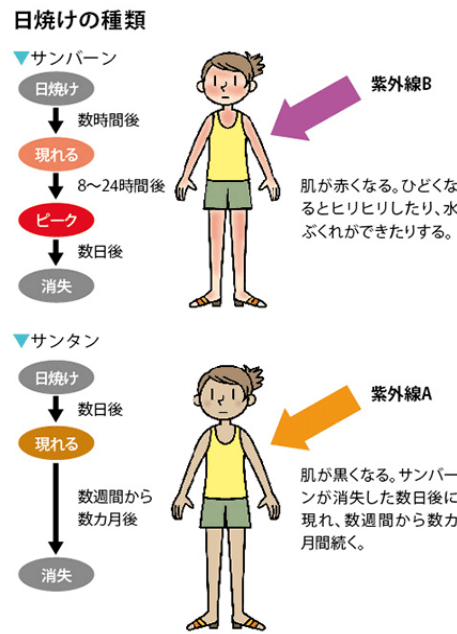 日焼けの種類
▼サンバーン
日焼け
数時間後
現れる
8〜24時間後
ピーク
数日後
消失
紫外線B
肌が赤くなる。ひどくな
るとヒリヒリしたり、水
ぶくれができたりする。
▼サンタン
日焼け
数日後
現れる
数週間から
数カ月後
消失
紫外線A
肌が黒くなる。サンバー
ンが消失した数日後に
現れ、数週間から数カ
月間続く。